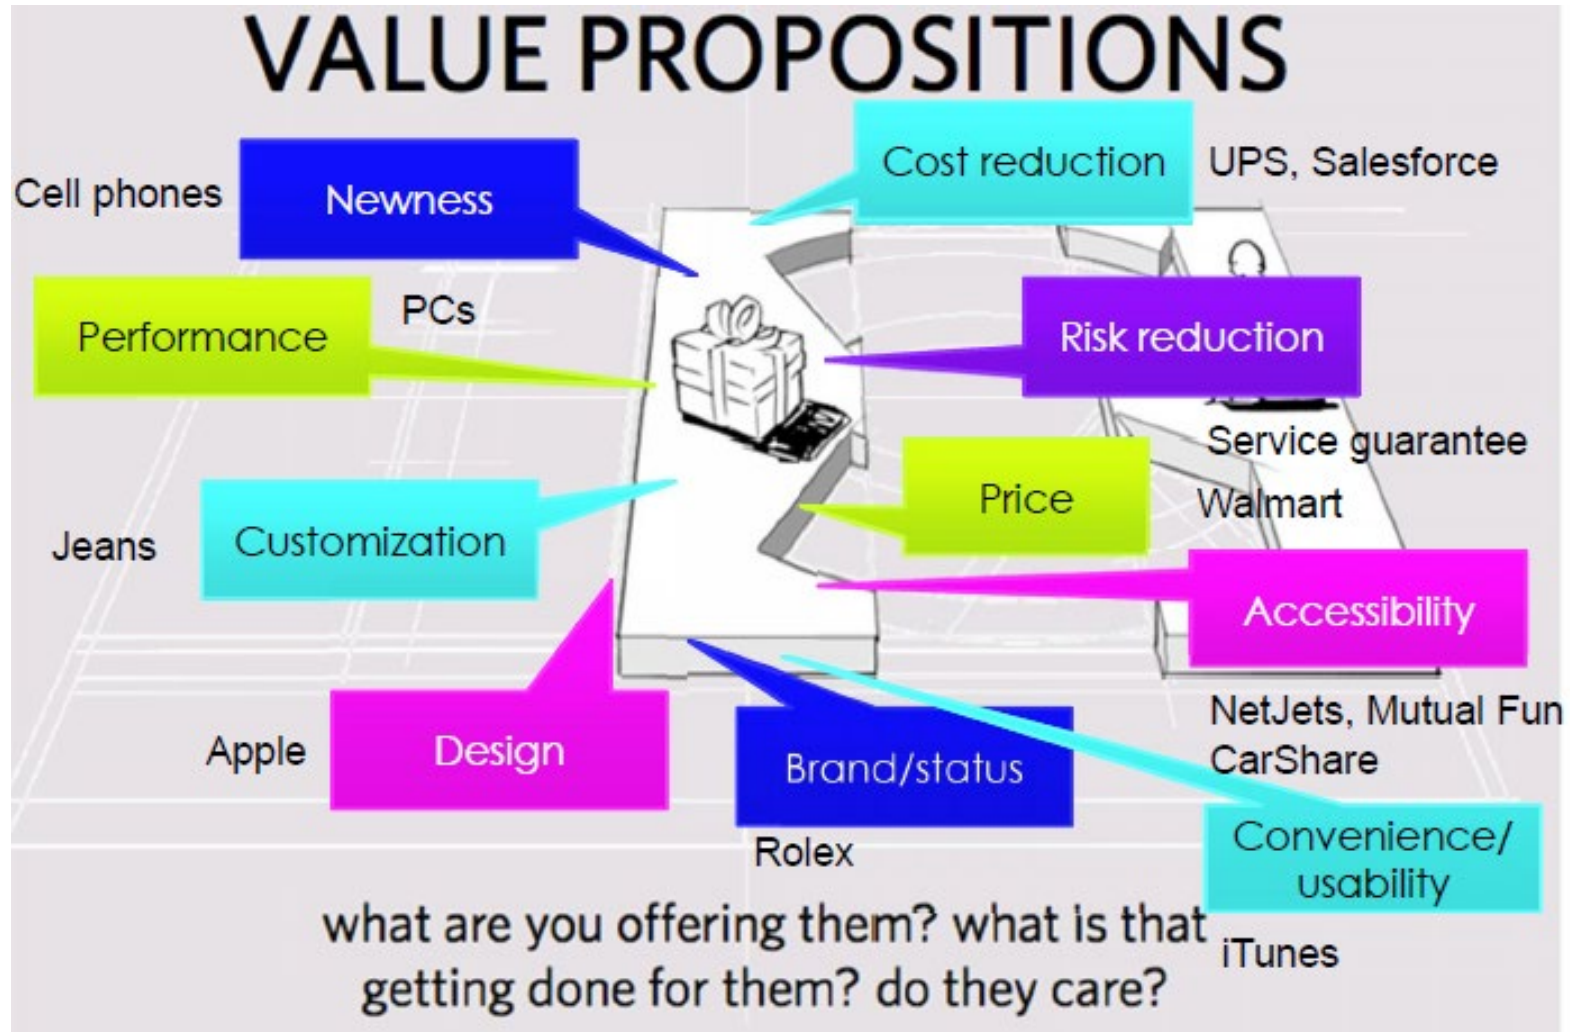 VALUE PROPOSITIONS
Cost reduction
UPS, Salesforce
Cell phones
Newness
Performance
PCs
Risk reduction
Service guarantee
Price
Walmart
Jeans
Customization
Accessibility
NetJets, Mutual Fun
CarShare
Apple
Design
Brand/status
Rolex
Convenience/
usability
iTunes
what are you offering them? what is that
getting done for them? do they care?